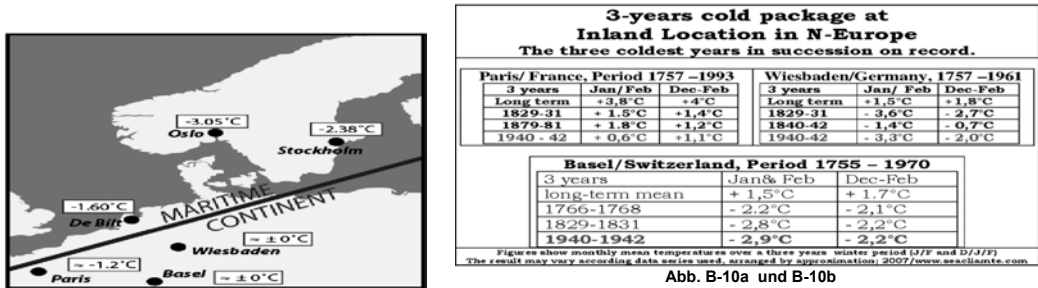 -3.05°C
Oslo
-2.38°C
Stockholm
-1.60°C
De Bilt
MARITIME
CONTINENT
≈ ±0°C
Wiesbaden
≈ -1.2°C
Paris
Basel
≈ ±0°C
3-years cold package at
Inland Location in N-Europe
The three coldest years in succession on record.
Paris/ France, Period 1757 –1993
3 years Jan/Feb Dec-Feb
Long term +3,8°C +4°C
1829-31 + 1.5°C +1,4°C
1879-81 + 1.8°C +1,2°C
1940 - 42 + 0,6°C +1,1°C
Wiesbaden/Germany, 1757 –1961
3 years Jan/ Feb Dec-Feb
Long term +1,5°C +1,8°C
1829-31 - 3,6°C - 2,7°C
1840-42 - 1,4°C - 0,7°C
1940-42 - 3,3°C - 2,0°C
Basel/Switzerland, Period 1755 – 1970
3 years Jan& Feb Dec-Feb
long-term mean + 1,5°C + 1.7°C
1766-1768 - 2.2°C - 2,1°C
1829-1831 - 2,8°C - 2,2°C
1940-1942 - 2,9°C - 2,2°C
Figures show monthly mean temperatures over a three years winter period (J/F and D/J/F)
The result may vary according data series used, arranged by approximation; 2007/www.seacliamte.com
Abb. B-10a und B-10b